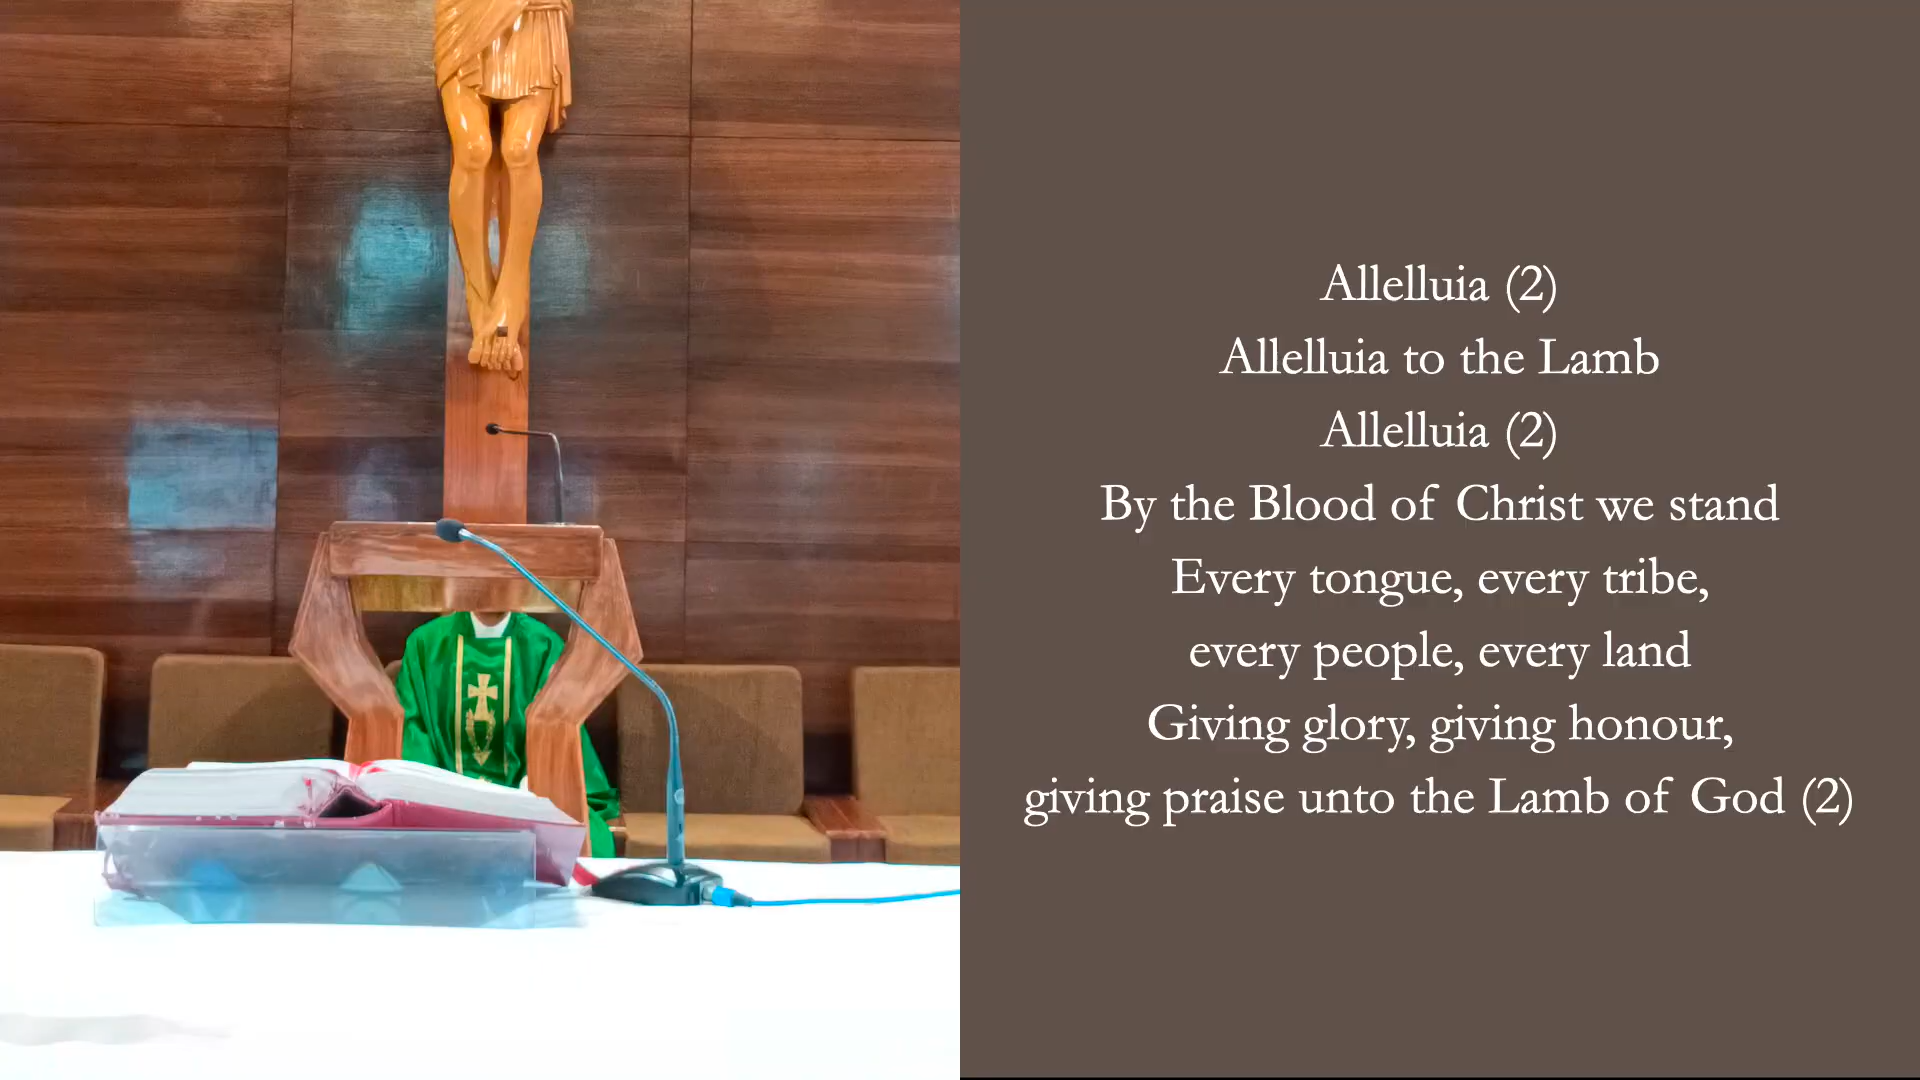 Allelluia (2)
Allelluia to the Lamb
Allelluia (2)
By the Blood of Christ we stand
Every tongue, every tribe,
every people, every land
Giving glory, giving honour,
giving praise unto the Lamb of God (2)